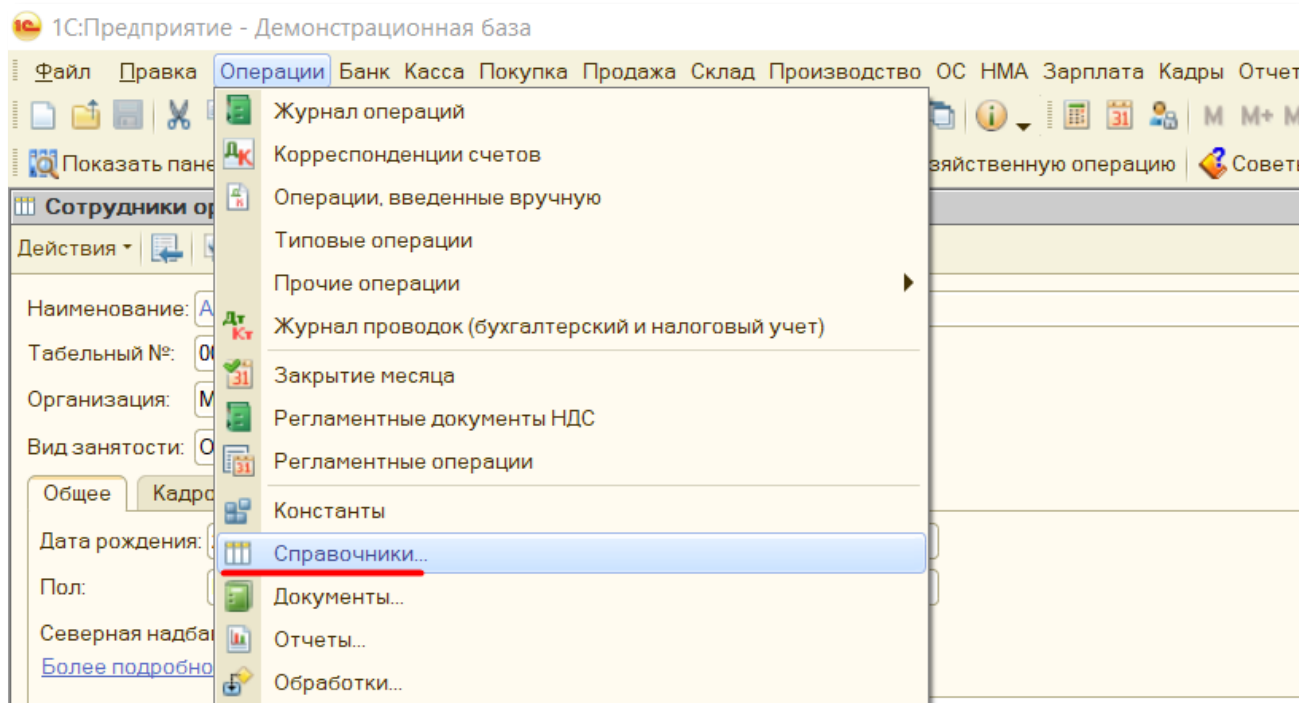 1С:Предприятие - Демонстрационная база
Файл Правка Операции Банк Касса Покупка Продажа Склад Производство ОС НМА Зарплата Кадры Отчет
M M+
Показать пане
зяйственную операцию
Совет
Сотрудники ор
Действия
Наименование: А
Табельный №: 00
Организация: М
Вид занятости: О
Общее Кадро
Дата рождения:
Пол:
Северная надба
Более подробно
Журнал операций
Корреспонденции счетов
Операции, введенные вручную
Типовые операции
Прочие операции
Дт Кт Журнал проводок (бухгалтерский и налоговый учет)
Закрытие месяца
Регламентные документы НДС
Регламентные операции
Константы
Справочники...
Документы...
Отчеты...
Обработки...